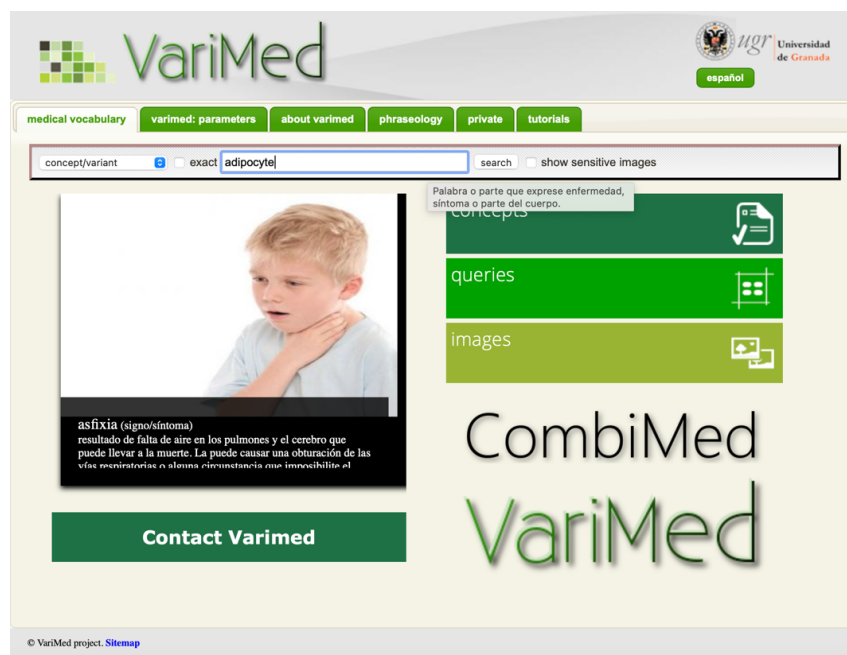 VariMed
ugr
Universidad
de Granada
español
medical vocabulary
varimed: parameters
about varimed
phraseology
private
tutorials
concept/variant
exact
adipocyte
search
show sensitive images
Palabra o parte que exprese enfermedad,
síntoma o parte del cuerpo.
concepts
queries
images
asfixia (signo/síntoma)
resultado de falta de aire en los pulmones y el cerebro que
puede llevar a la muerte. La puede causar una obturación de las
vías respiratorias o alguna circunstancia que imposibilite el
Contact Varimed
CombiMed
VariMed
© VariMed project. Sitemap